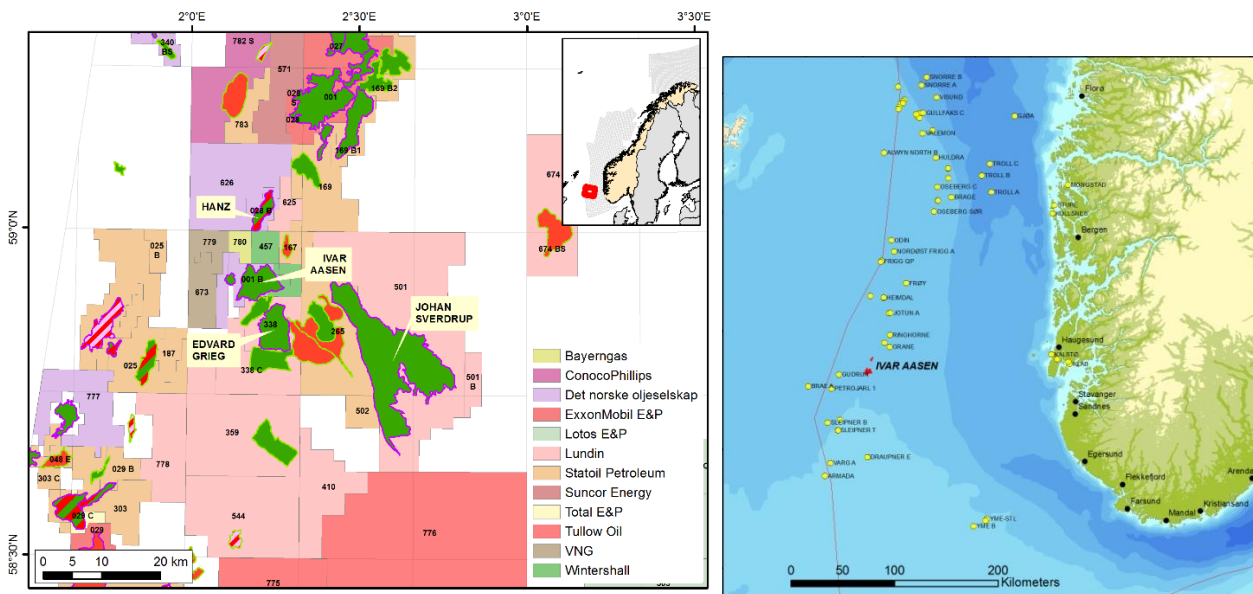 2°0'E
2°30'E
3°0'E
3°30'E
340
BS
782 S
027
571
169 B2
028
S
001
783
028
169 B1
626
169
674
HANZ
028 B
625
59°0'N
025
B
779
780
457
167
674 BS
IVAR
AASEN
001 B
673
501
JOHAN
SVERDRUP
EDVARD
GRIEG
338
265
187
025
338 C
501
B
777
502
359
048 E
029 B
778
303 C
410
303
029 C
544
029
776
58°30'N
775
0 5 10 20 km
Bayerngas
ConocoPhillips
Det norske oljeselskap
ExxonMobil E&P
Lotos E&P
Lundin
Statoil Petroleum
Suncor Energy
Total E&P
Tullow Oil
VNG
Wintershall
SNORRE B
SNORRE A
VISUND
GULLFAKS C
GJØA
VALEMON
ALWYN NORTH B
HULDRA
TROLL C
TROLL B
OSEBERG C
TROLL A
BRAGE
OSEBERG SØR
MONGSTAD
STURE
KOLLSNES
Florø
Bergen
ODIN
NORDØST FRIGG A
FRIGG QP
FRØY
HEIMDAL
JOTUN A
RINGHORNE
GRANE
Haugesund
KALSTØ
IVAR AASEN
GUDRUN
BRAE A
PETROJARL 1
Stavanger
Sandnes
SLEIPNER B
SLEIPNER T
DRAUPNER E
VARG A
ARMADA
Egersund
Flekkefjord
Farsund
Mandal
Kristiansand
Arenda
YME B
0 50 100 200
Kilometers